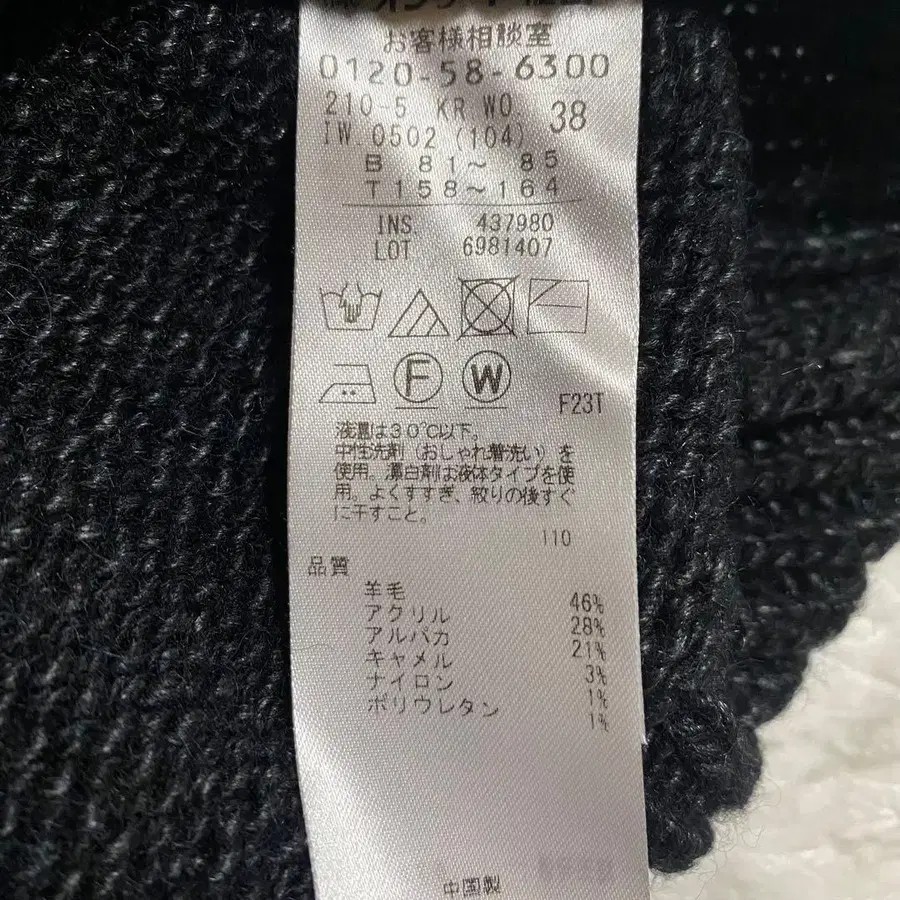 お客様相談室
0120-58-6300
210-5 KR WO. 38
IW.0502 (104)
B 81～ 85
T158～164
INS 437980
LOT 6981407
F W
F23T
液温は30℃以下。
中性洗剤（おしゃれ着洗い）を
使用。漂白剤は液体タイプを使
用。よくすすぎ、絞りの後すぐ
に干すこと。
110
品質
羊毛 46%
アクリル 28%
アルパカ 21%
キャメル 3%
ナイロン 1%
ポリウレタン 1%
中国製